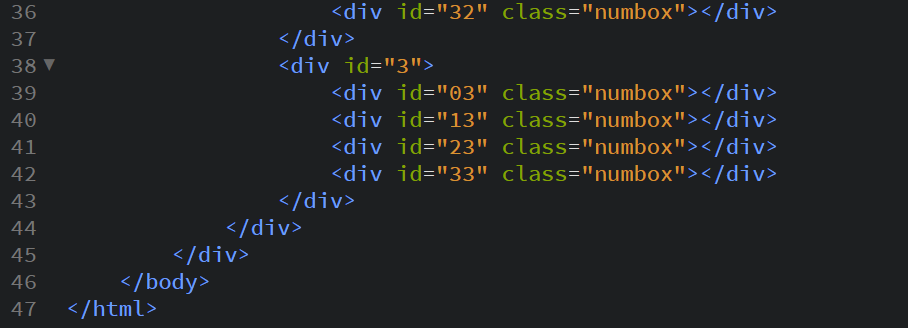 36 <div id="32" class="numbox"></div>
37 </div>
38 <div id="3">
39 <div id="03" class="numbox"></div>
40 <div id="13" class="numbox"></div>
41 <div id="23" class="numbox"></div>
42 <div id="33" class="numbox"></div>
43 </div>
44 </div>
45 </div>
46 </body>
47 </html>